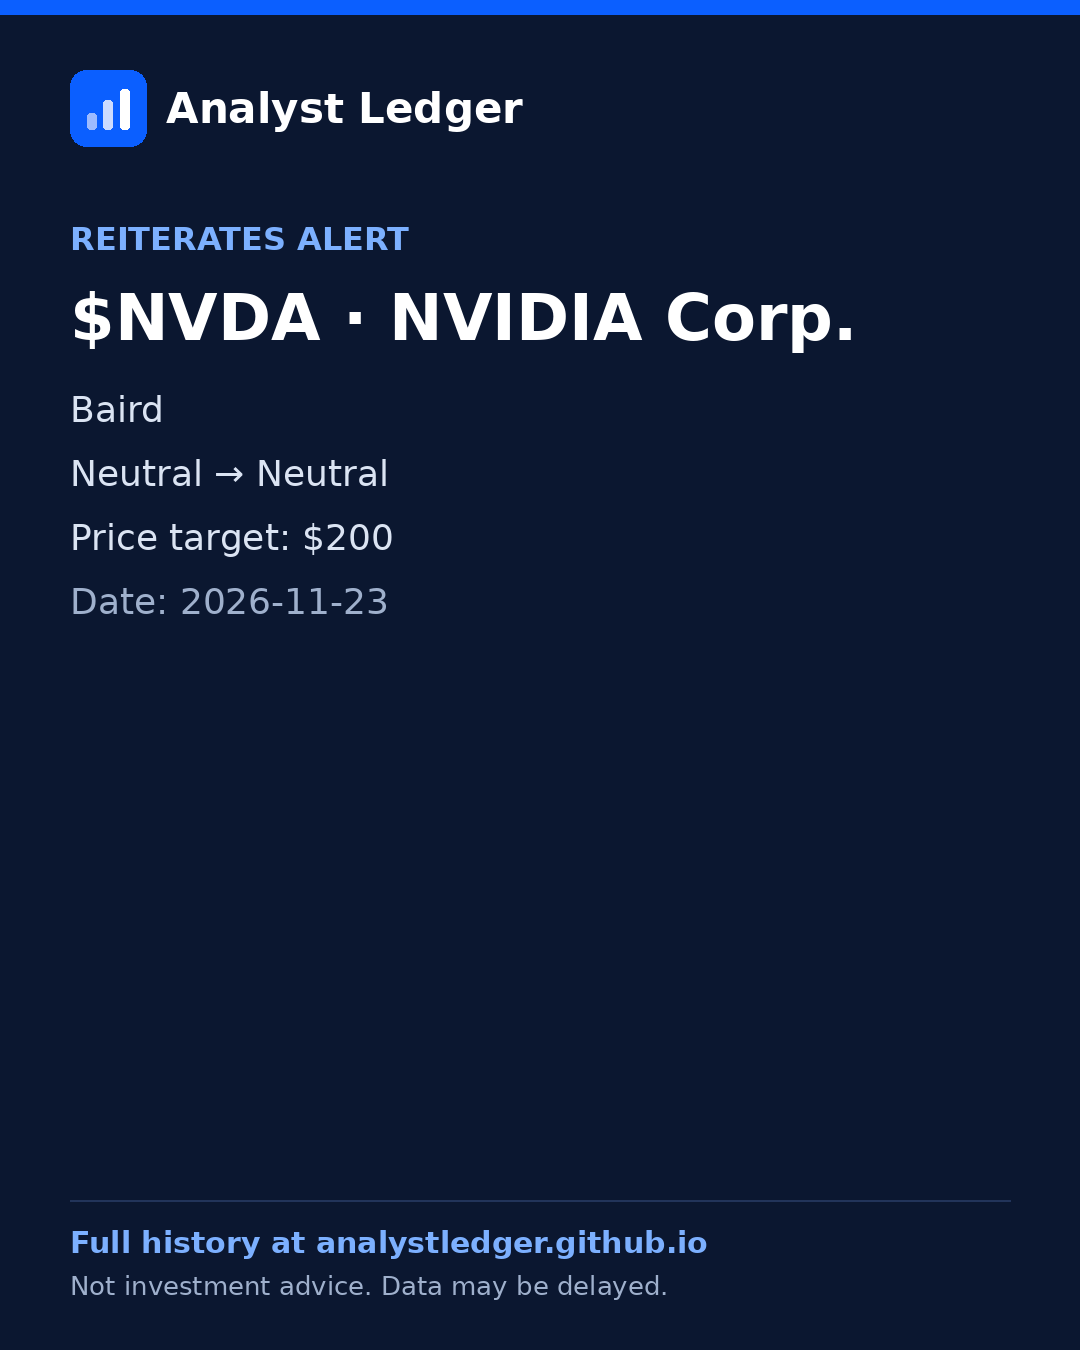 Analyst Ledger
REITERATES ALERT
$NVDA · NVIDIA Corp.
Baird
Neutral → Neutral
Price target: $200
Date: 2026-11-23
Full history at analystledger.github.io
Not investment advice. Data may be delayed.